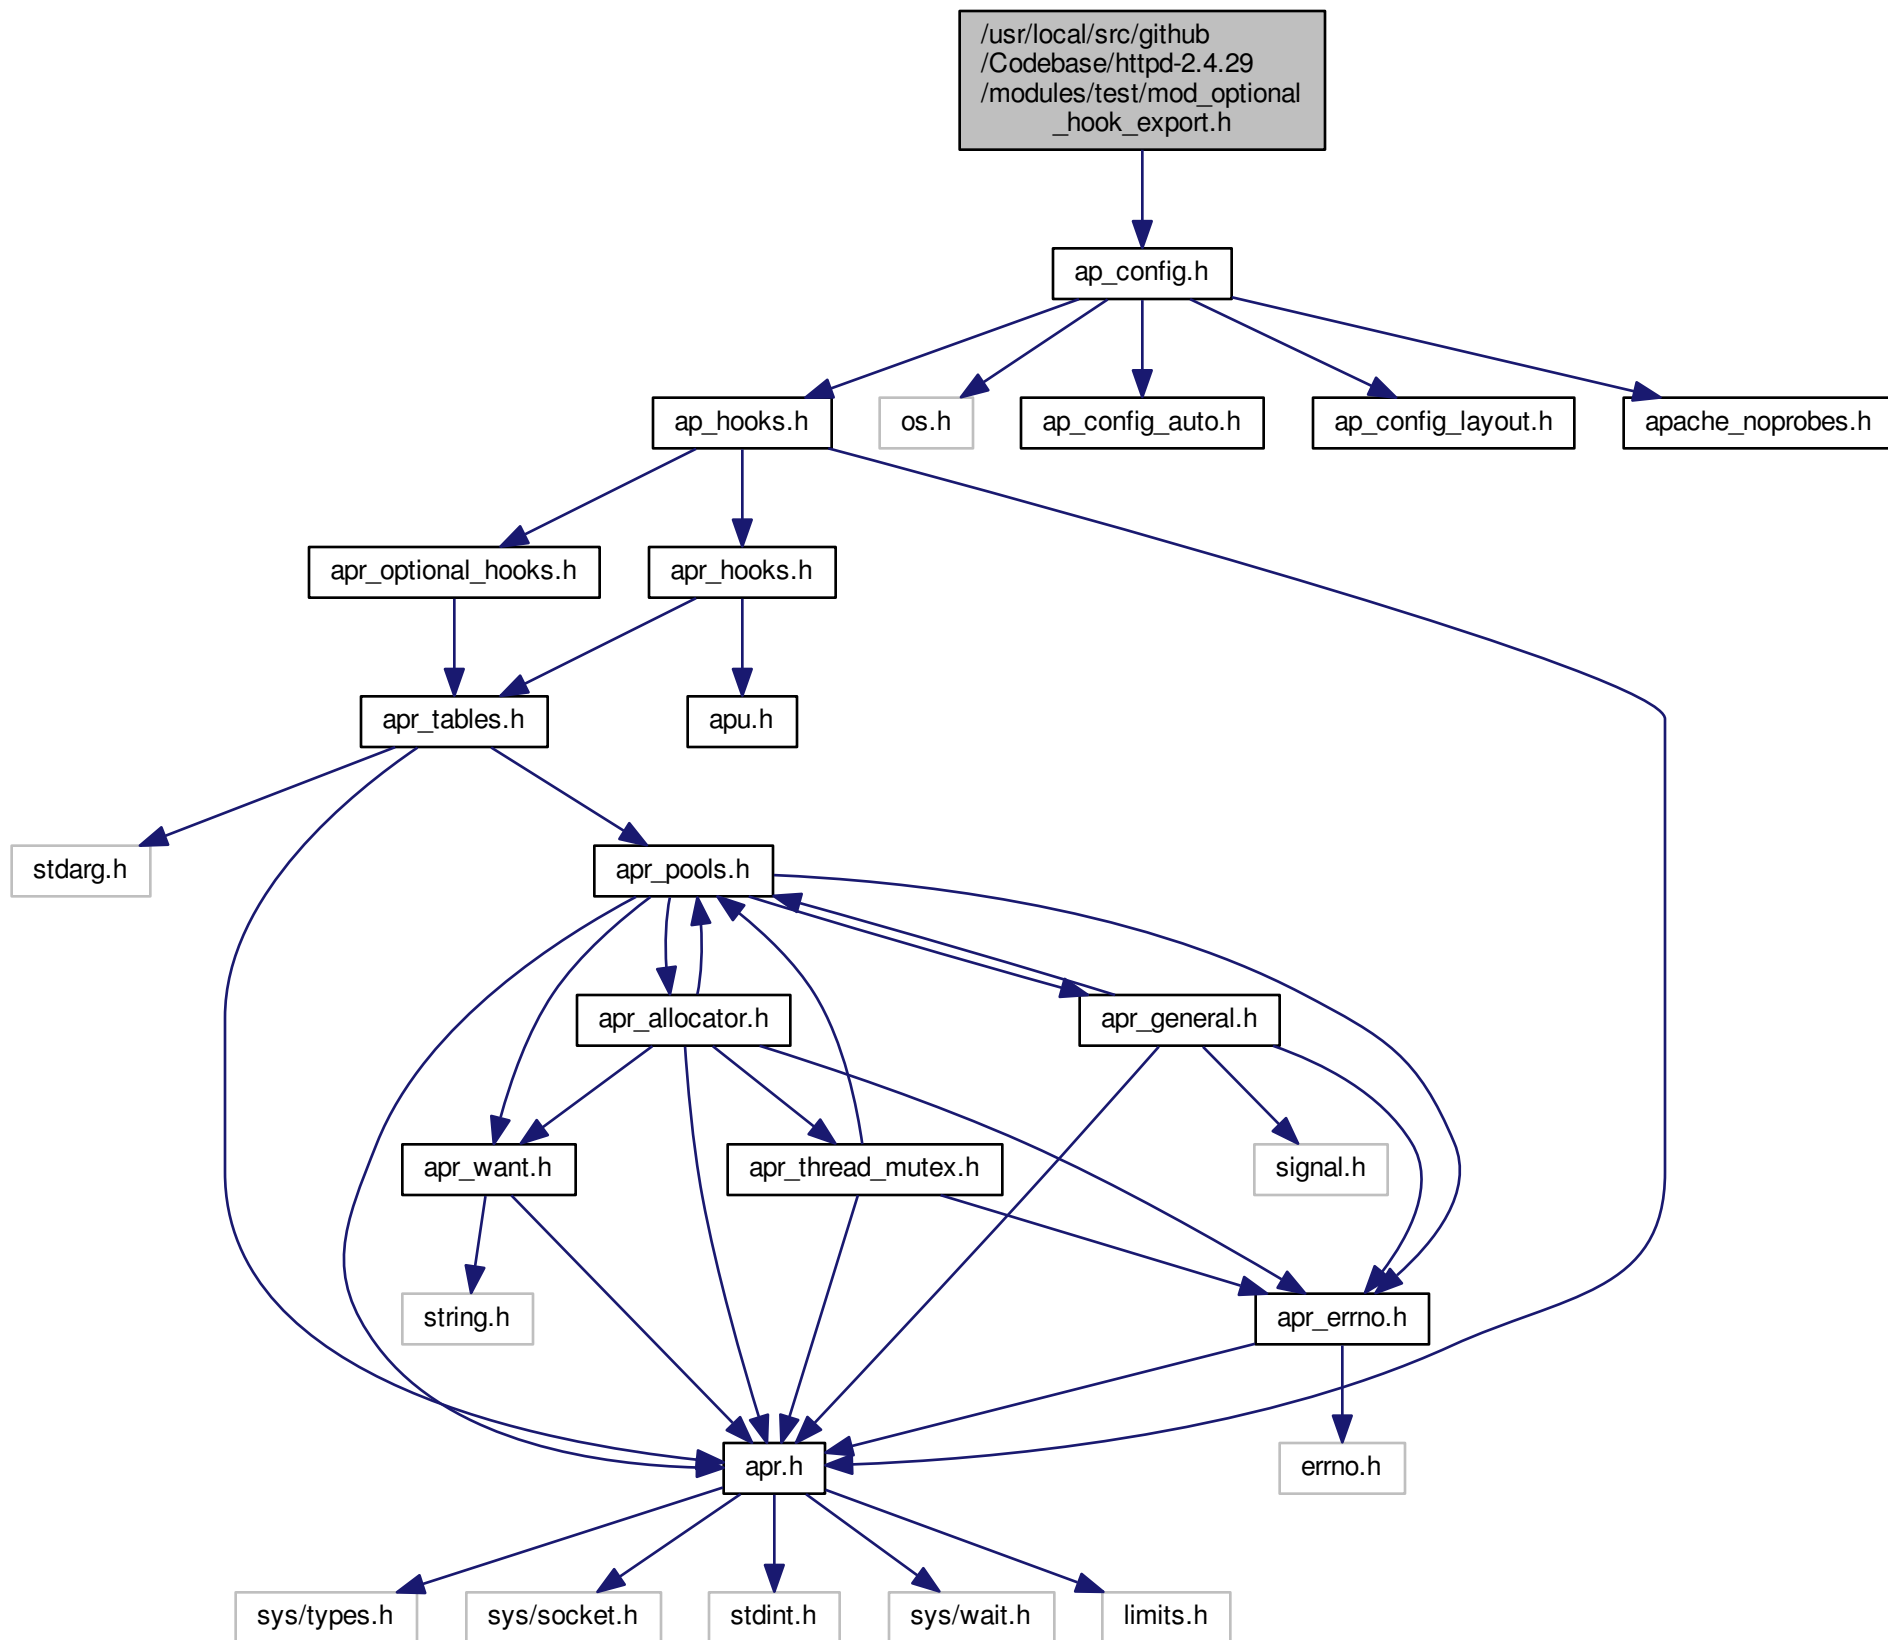 /usr/local/src/github
/Codebase/httpd-2.4.29
/modules/test/mod_optional
_hook_export.h
ap_config.h
ap_hooks.h
os.h
ap_config_auto.h
ap_config_layout.h
apache_noprobes.h
apr_optional_hooks.h
apr_hooks.h
apr_tables.h
apu.h
stdarg.h
apr_pools.h
apr_allocator.h
apr_general.h
apr_want.h
apr_thread_mutex.h
signal.h
string.h
apr_errno.h
apr.h
errno.h
sys/types.h
sys/socket.h
stdint.h
sys/wait.h
limits.h